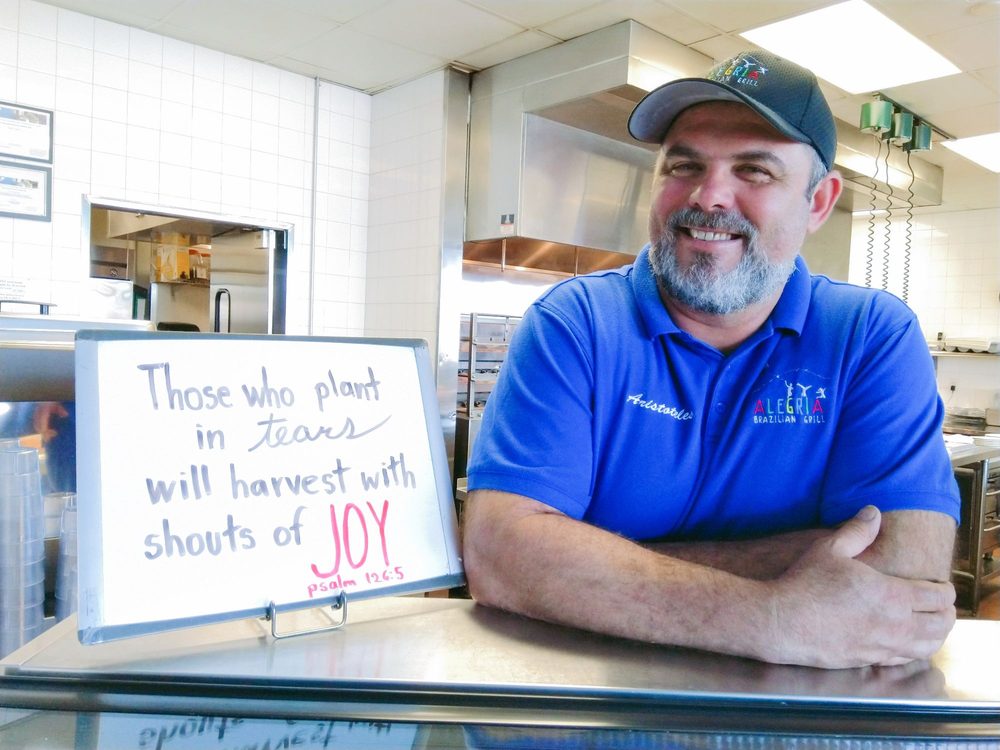 Those who plant
in tears
will harvest with
shouts of JOY
psalm 126:5
ALEGRIA
BRAZILIAN GRILL
Aristoteles
ALEGRIA
BRAZILIAN GRILL